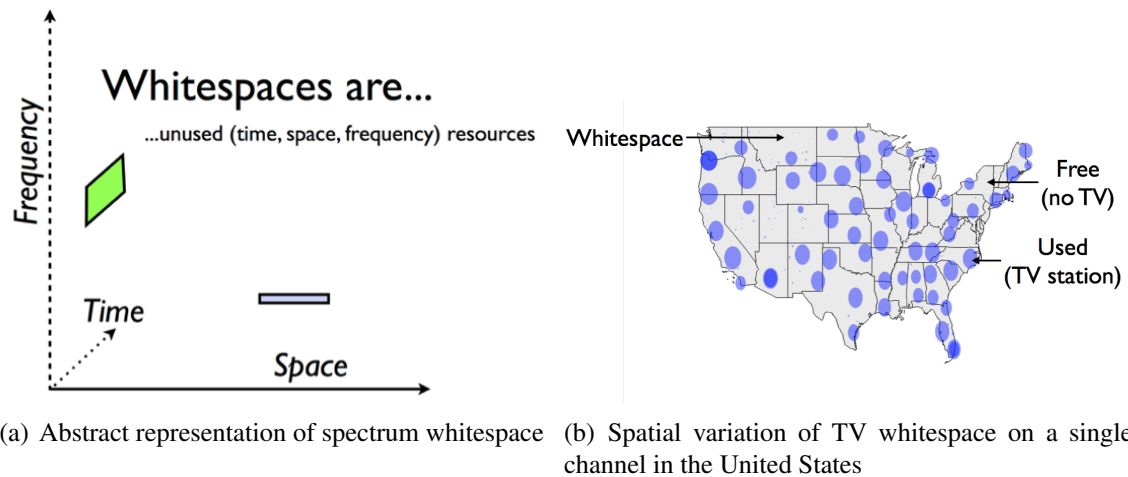 Whitespaces are...
...unused (time, space, frequency) resources
Frequency
Time
Space
Whitespace
Free
(no TV)
Used
(TV station)
(a) Abstract representation of spectrum whitespace
(b) Spatial variation of TV whitespace on a single
channel in the United States